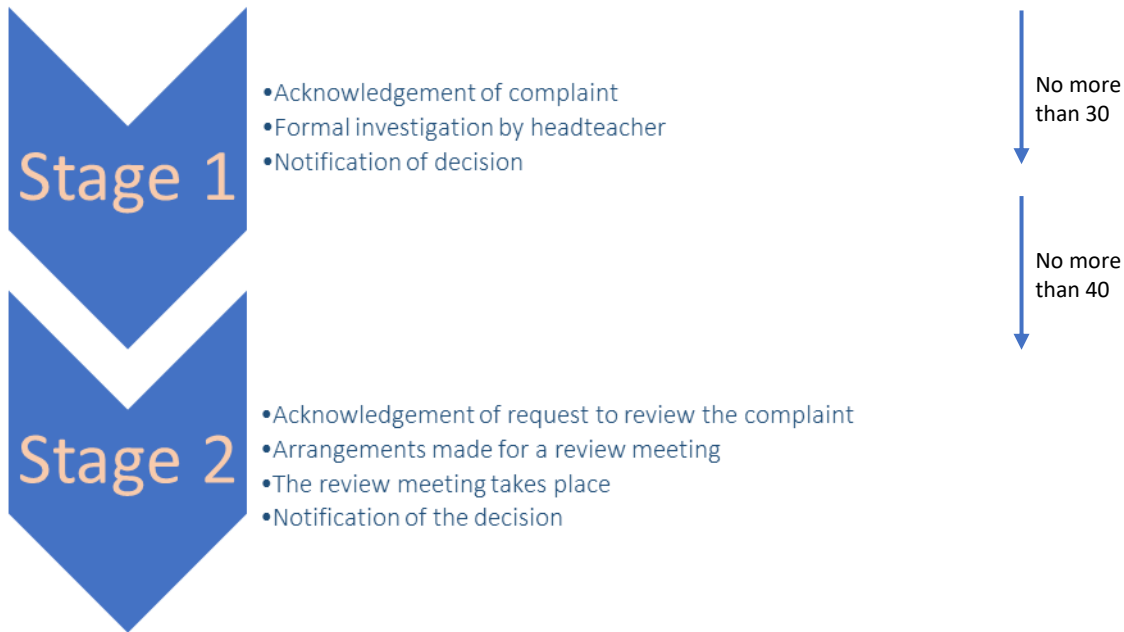 Stage 1
•Acknowledgement of complaint
•Formal investigation by headteacher
•Notification of decision
No more
than 30
No more
than 40
Stage 2
•Acknowledgement of request to review the complaint
•Arrangements made for a review meeting
•The review meeting takes place
•Notification of the decision